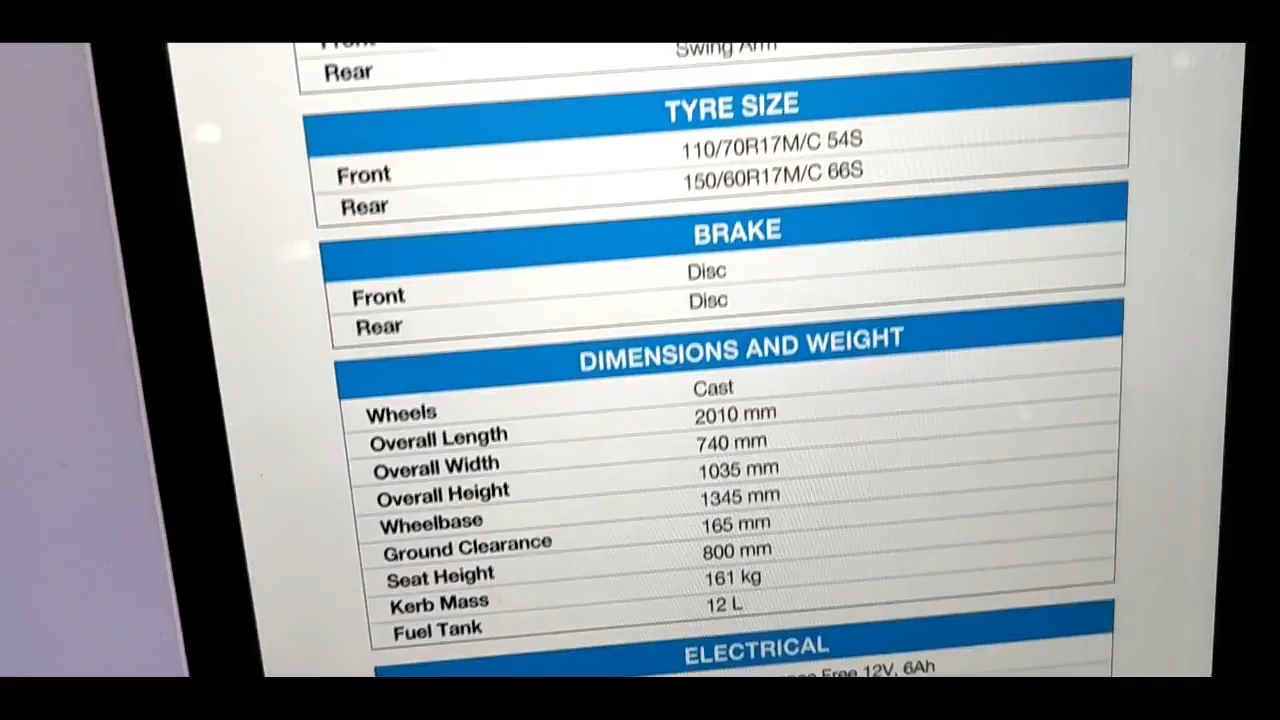 Front Swing Arm
Rear
TYRE SIZE
Front 110/70R17M/C 54S
Rear 150/60R17M/C 66S
BRAKE
Front Disc
Rear Disc
DIMENSIONS AND WEIGHT
Wheels Cast
Overall Length 2010 mm
Overall Width 740 mm
Overall Height 1035 mm
Wheelbase 1345 mm
Ground Clearance 165 mm
Seat Height 800 mm
Kerb Mass 161 kg
Fuel Tank 12 L
ELECTRICAL
Free 12V, 6Ah